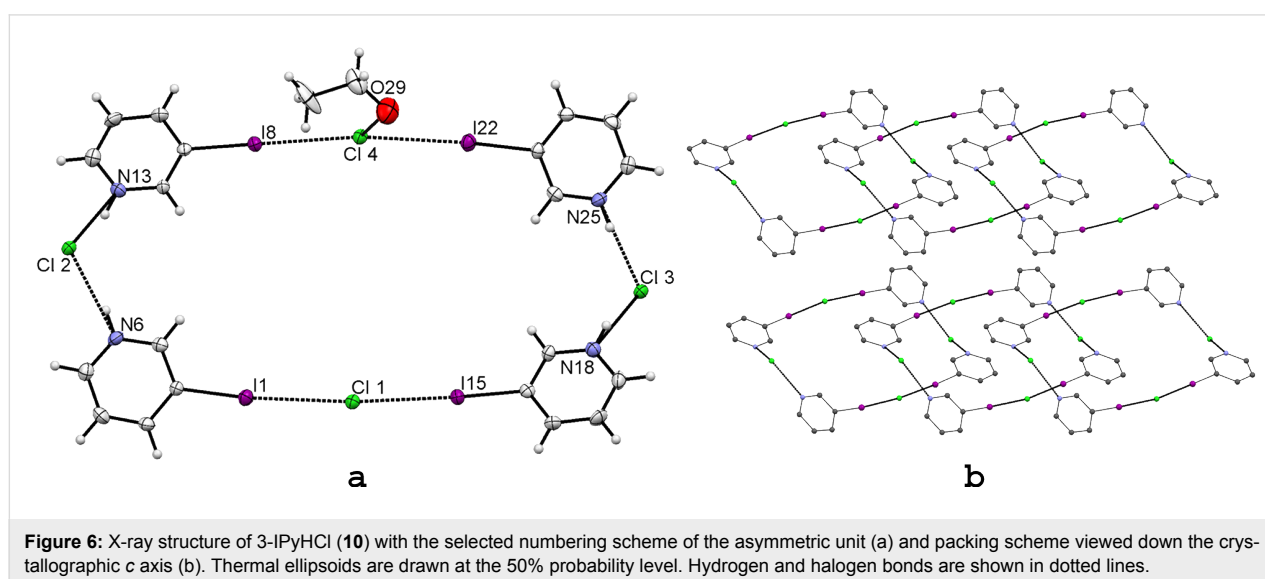 O29
I8
I22
Cl 4
N13
N25
Cl 2
Cl 3
N6
N18
I1
Cl 1
I15
a
b
Figure 6: X-ray structure of 3-IPyHCl (10) with the selected numbering scheme of the asymmetric unit (a) and packing scheme viewed down the crys-
tallographic c axis (b). Thermal ellipsoids are drawn at the 50% probability level. Hydrogen and halogen bonds are shown in dotted lines.